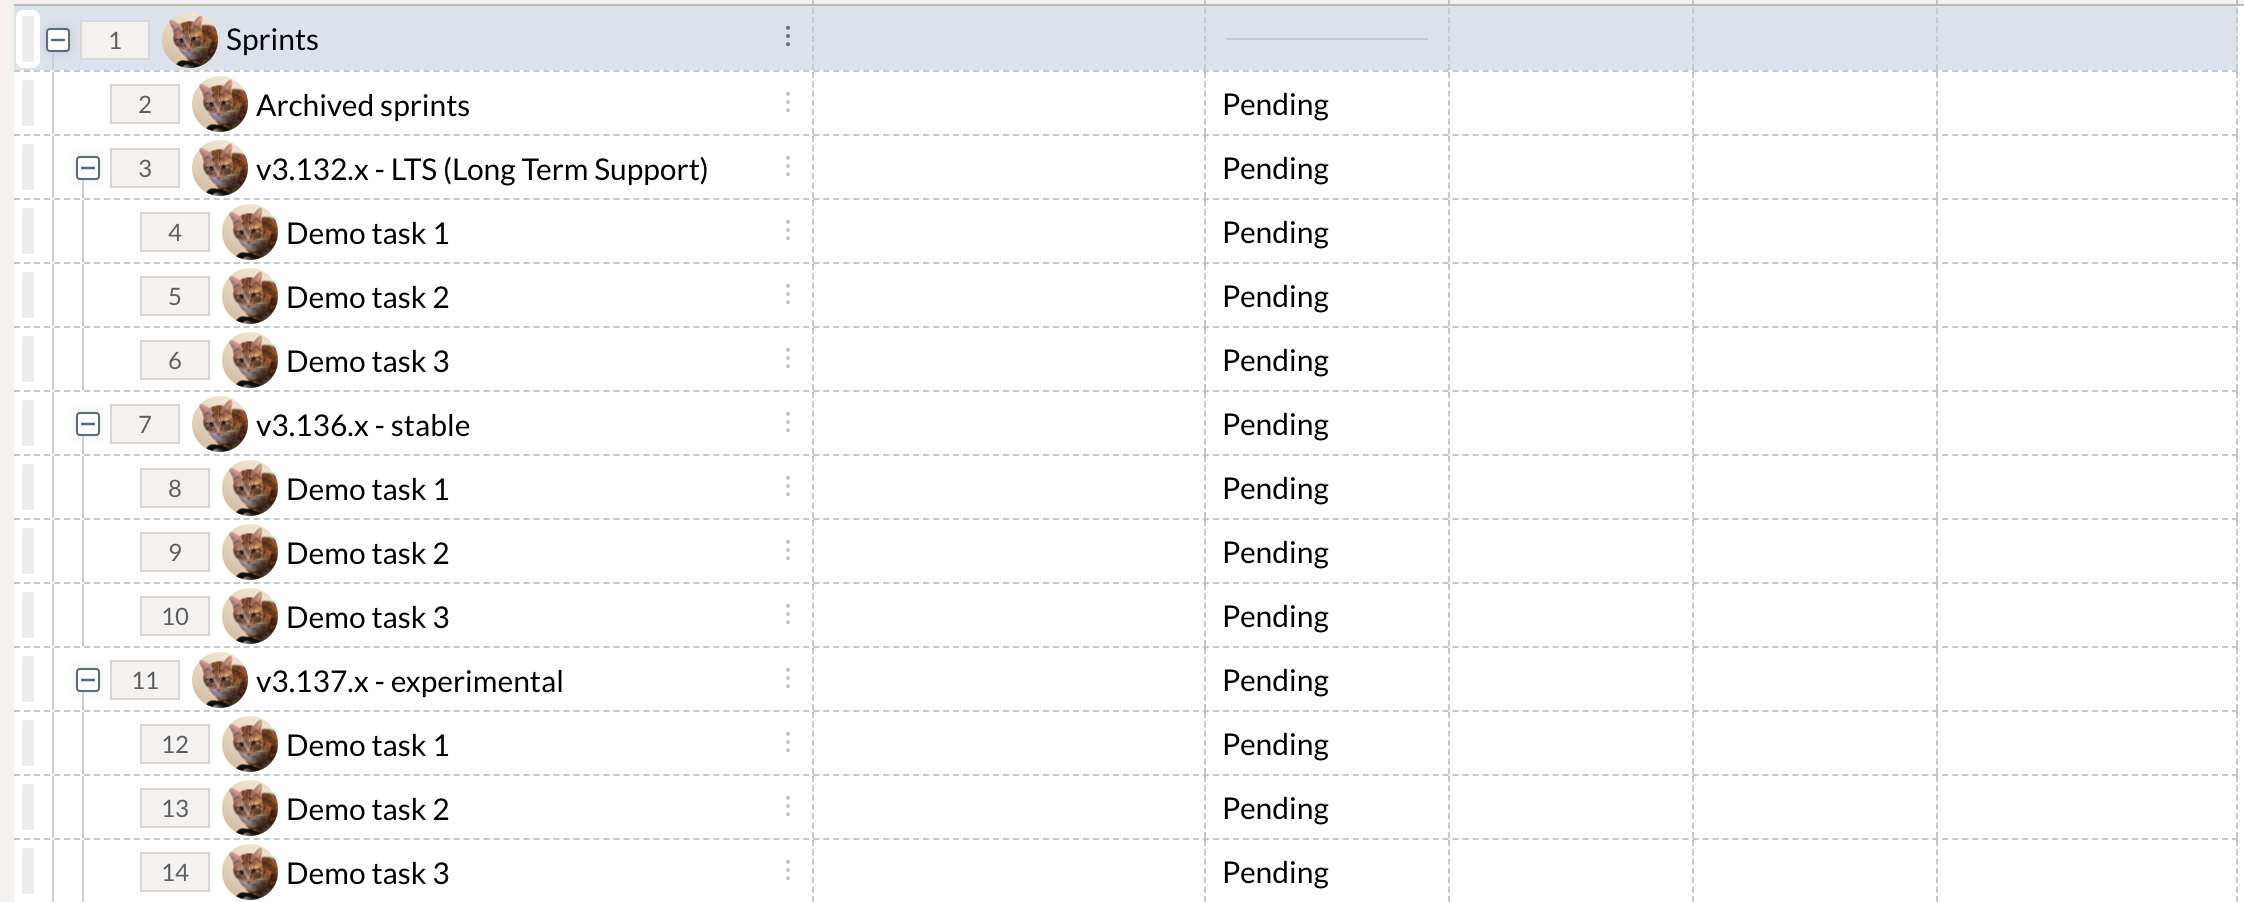 1 Sprints
2 Archived sprints Pending
3 v3.132.x - LTS (Long Term Support) Pending
4 Demo task 1 Pending
5 Demo task 2 Pending
6 Demo task 3 Pending
7 v3.136.x - stable Pending
8 Demo task 1 Pending
9 Demo task 2 Pending
10 Demo task 3 Pending
11 v3.137.x - experimental Pending
12 Demo task 1 Pending
13 Demo task 2 Pending
14 Demo task 3 Pending